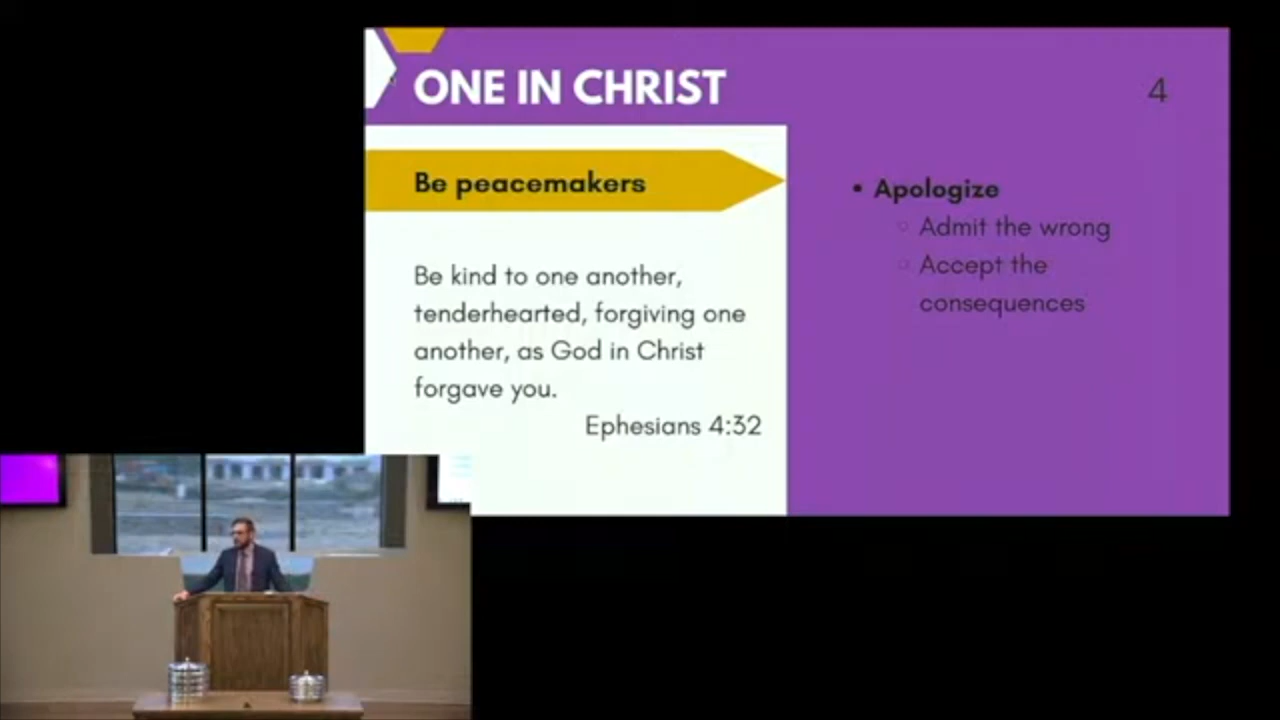 ONE IN CHRIST
4
Be peacemakers
Be kind to one another,
tenderhearted, forgiving one
another, as God in Christ
forgave you.
Ephesians 4:32
• Apologize
○ Admit the wrong
○ Accept the
consequences